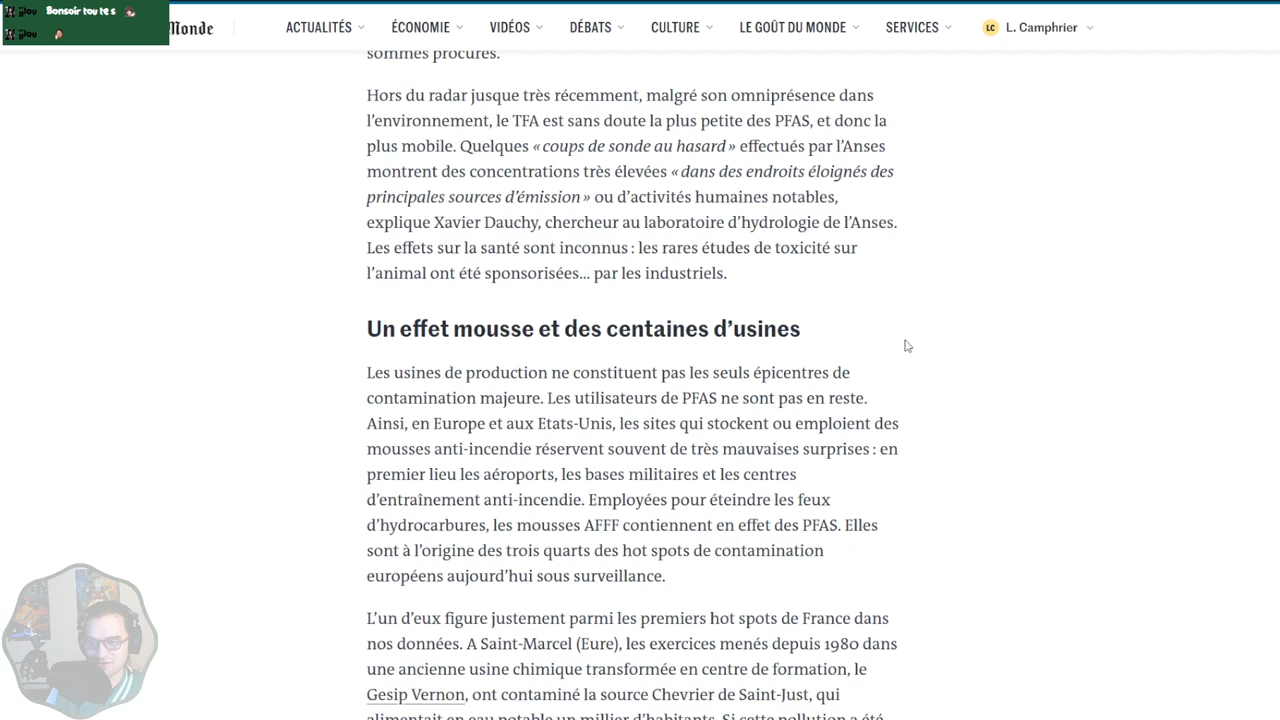 jjlou Bonsoir tou te s
jjlou
Monde
ACTUALITÉS ÉCONOMIE VIDÉOS DÉBATS CULTURE LE GOÛT DU MONDE SERVICES LC L. Camphrier
sommes procurés.
Hors du radar jusque très récemment, malgré son omniprésence dans
l’environnement, le TFA est sans doute la plus petite des PFAS, et donc la
plus mobile. Quelques « coups de sonde au hasard » effectués par l’Anses
montrent des concentrations très élevées « dans des endroits éloignés des
principales sources d’émission » ou d’activités humaines notables,
explique Xavier Dauchy, chercheur au laboratoire d’hydrologie de l’Anses.
Les effets sur la santé sont inconnus : les rares études de toxicité sur
l’animal ont été sponsorisées… par les industriels.
Un effet mousse et des centaines d’usines
Les usines de production ne constituent pas les seuls épicentres de
contamination majeure. Les utilisateurs de PFAS ne sont pas en reste.
Ainsi, en Europe et aux Etats-Unis, les sites qui stockent ou emploient des
mousses anti-incendie réservent souvent de très mauvaises surprises : en
premier lieu les aéroports, les bases militaires et les centres
d’entraînement anti-incendie. Employées pour éteindre les feux
d’hydrocarbures, les mousses AFFF contiennent en effet des PFAS. Elles
sont à l’origine des trois quarts des hot spots de contamination
européens aujourd’hui sous surveillance.
L’un d’eux figure justement parmi les premiers hot spots de France dans
nos données. A Saint-Marcel (Eure), les exercices menés depuis 1980 dans
une ancienne usine chimique transformée en centre de formation, le
Gesip Vernon, ont contaminé la source Chevrier de Saint-Just, qui
alimentait en eau potable un millier d’habitants. Si cette pollution a été